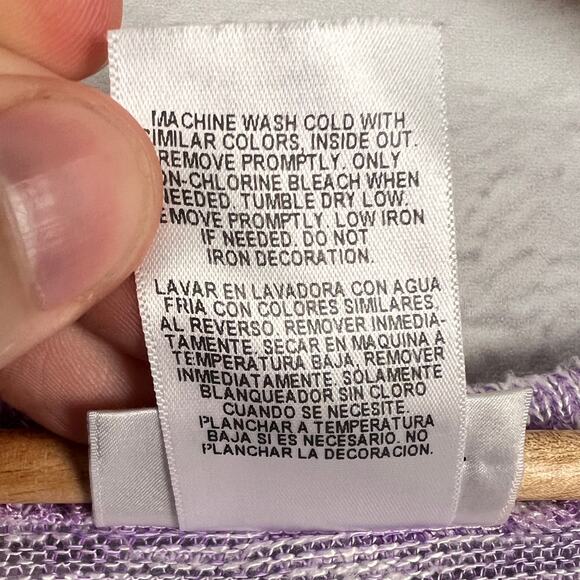 MACHINE WASH COLD WITH
SIMILAR COLORS, INSIDE OUT.
REMOVE PROMPTLY. ONLY
NON-CHLORINE BLEACH WHEN
NEEDED. TUMBLE DRY LOW.
REMOVE PROMPTLY. LOW IRON
IF NEEDED. DO NOT
IRON DECORATION.
LAVAR EN LAVADORA CON AGUA
FRIA CON COLORES SIMILARES,
AL REVERSO. REMOVER INMEDIA-
TAMENTE. SECAR EN MAQUINA A
TEMPERATURA BAJA. REMOVER
INMEDIATAMENTE. SOLAMENTE
BLANQUEADOR SIN CLORO
CUANDO SE NECESITE.
PLANCHAR A TEMPERATURA
BAJA SI ES NECESARIO. NO
PLANCHAR LA DECORACION.